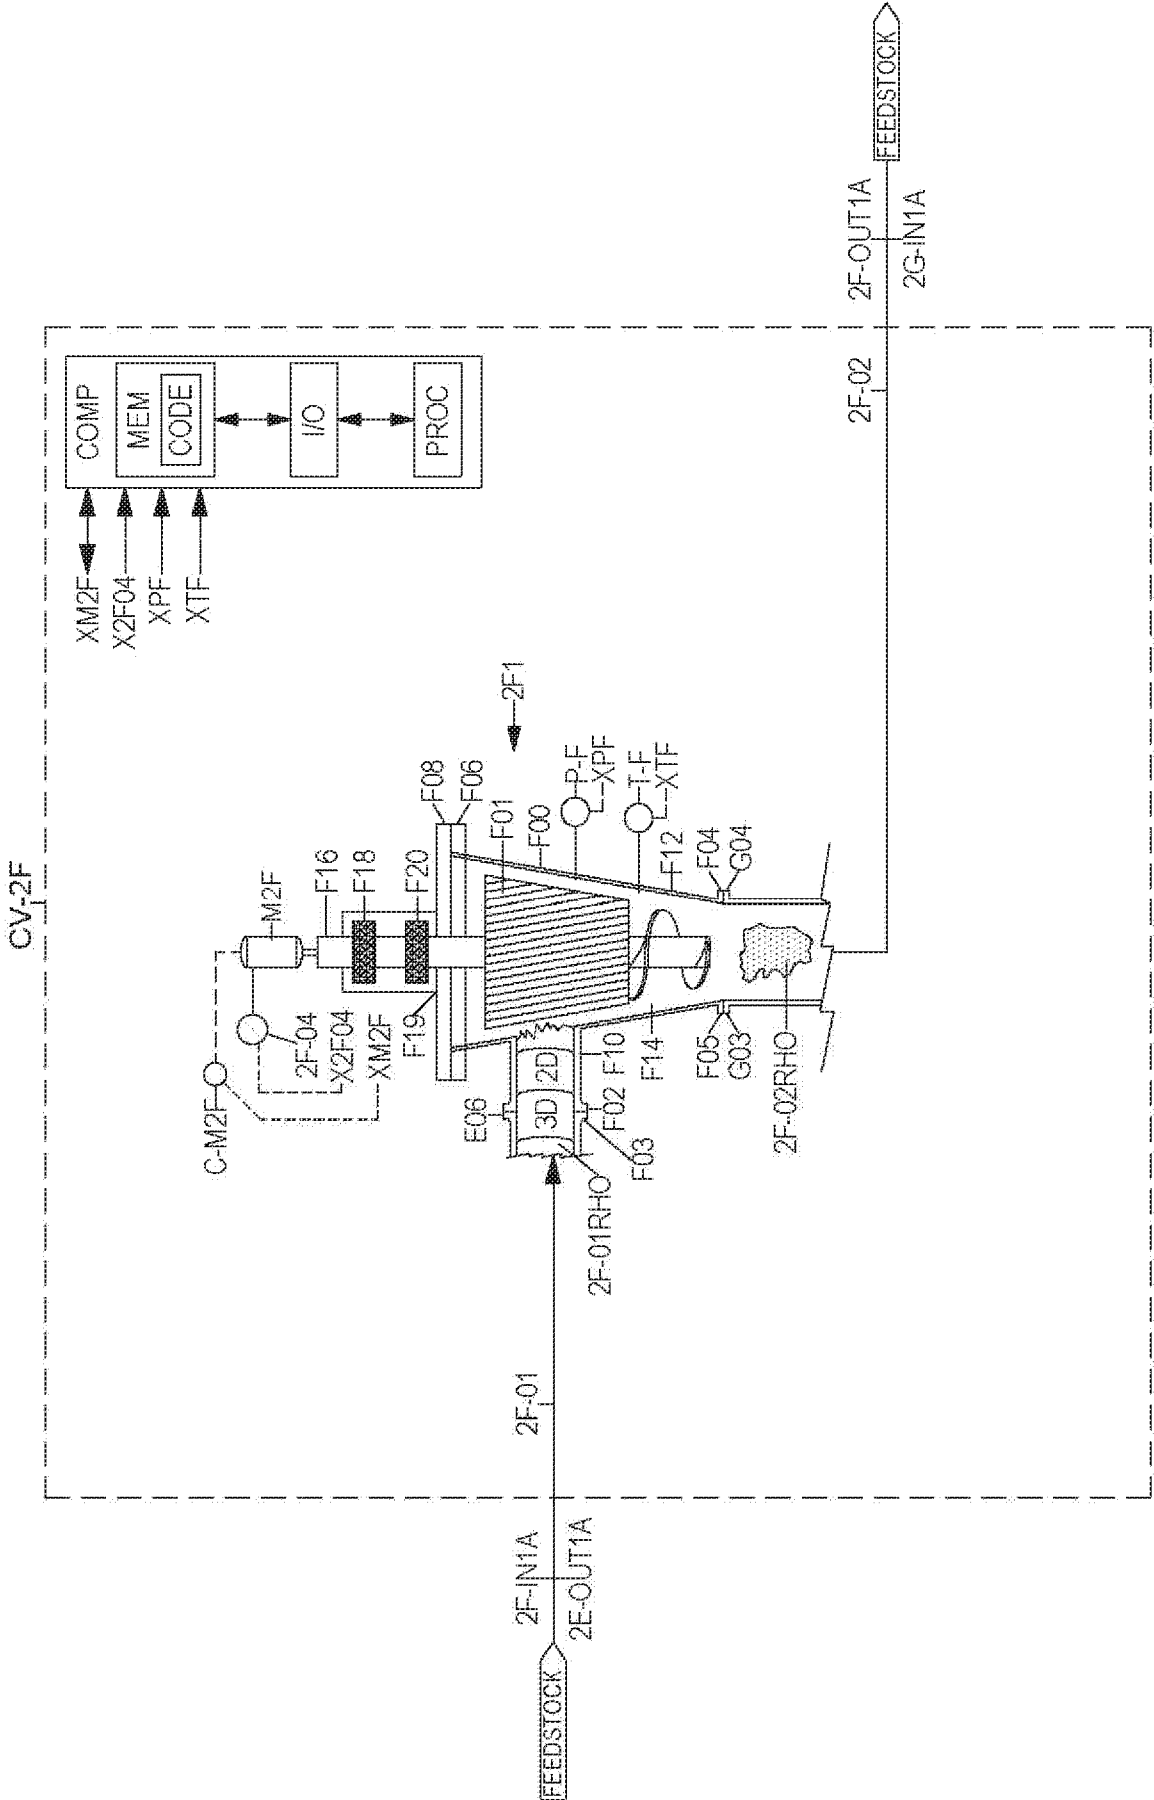 CV-2F
FEEDSTOCK
2F-OUT1A
2G-IN1A
2F-02
COMP
MEM
CODE
I/O
PROC
XM2F
X2F04
XPF
XTF
2F1
C-M2F
M2F
2F-04
X2F04
XM2F
F16
F18
F20
F19
F08
F06
F01
F00
P-F
XPF
T-F
XTF
F12
F04
G04
E06
3D
2D
F10
F02
F03
F14
F05
G03
2F-01RHO
2F-02RHO
2F-01
2F-IN1A
2E-OUT1A
FEEDSTOCK